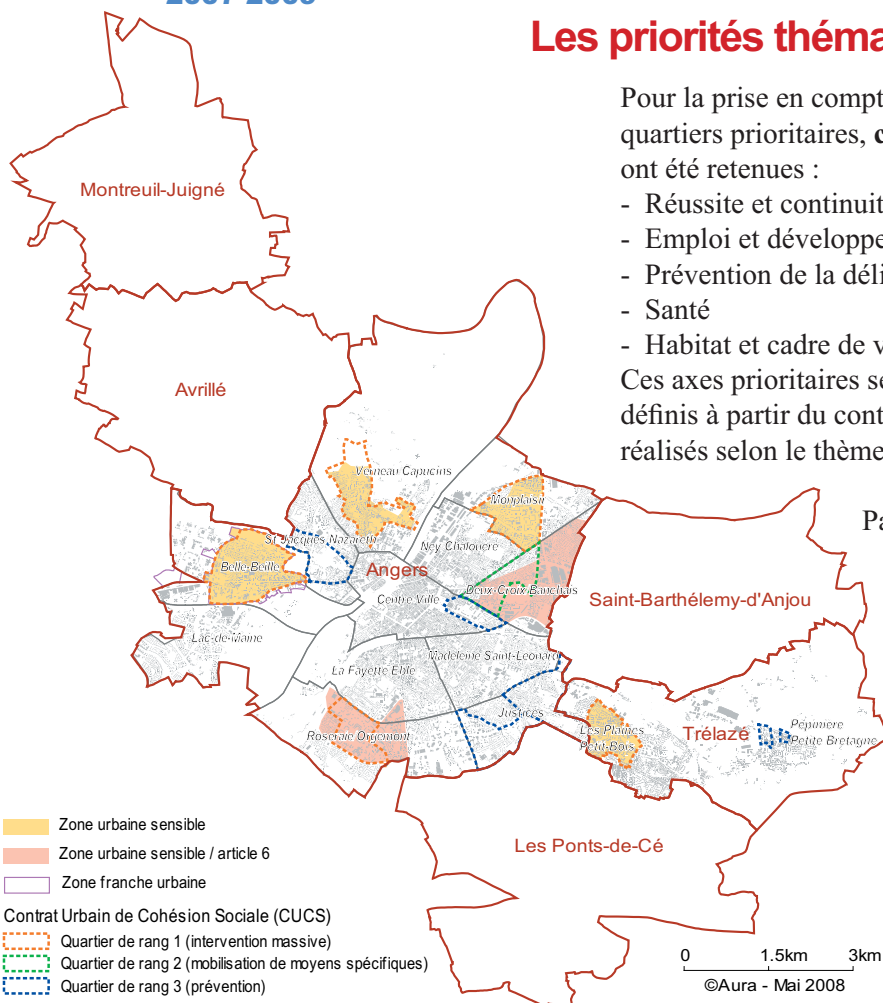 Les priorités théma
Pour la prise en compt
quartiers prioritaires, c
ont été retenues :
- Réussite et continuit
- Emploi et développe
- Prévention de la déli
- Santé
- Habitat et cadre de v
Ces axes prioritaires se
définis à partir du cont
réalisés selon le thème
Pa
Montreuil-Juigné
Avrillé
Verneau Capucins
Monplaisir
St Jacques Nazareth
Ney Chalouère
Belle-Beille
Angers
Deux-Croix Banchais
Centre Ville
Saint-Barthélemy-d'Anjou
Lac-de-Maine
Madeleine Saint-Leonard
La Fayette Eblé
Justices
Roseraie Orgemont
Les Plaines
Petit-Bois
Trélazé
Pépinière
Petite Bretagne
Les Ponts-de-Cé
Zone urbaine sensible
Zone urbaine sensible / article 6
Zone franche urbaine
Contrat Urbain de Cohésion Sociale (CUCS)
Quartier de rang 1 (intervention massive)
Quartier de rang 2 (mobilisation de moyens spécifiques)
Quartier de rang 3 (prévention)
0 1.5km 3km
©Aura - Mai 2008